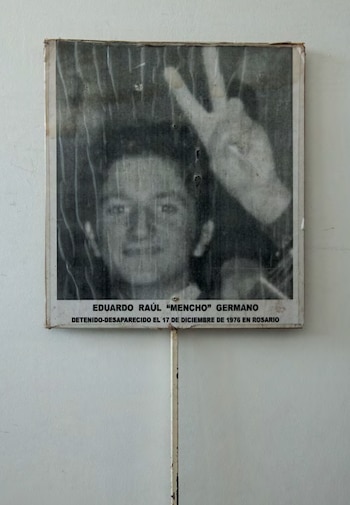 EDUARDO RAÚL "MENCHO" GERMANO
DETENIDO-DESAPARECIDO EL 17 DE DICIEMBRE DE 1976 EN ROSARIO